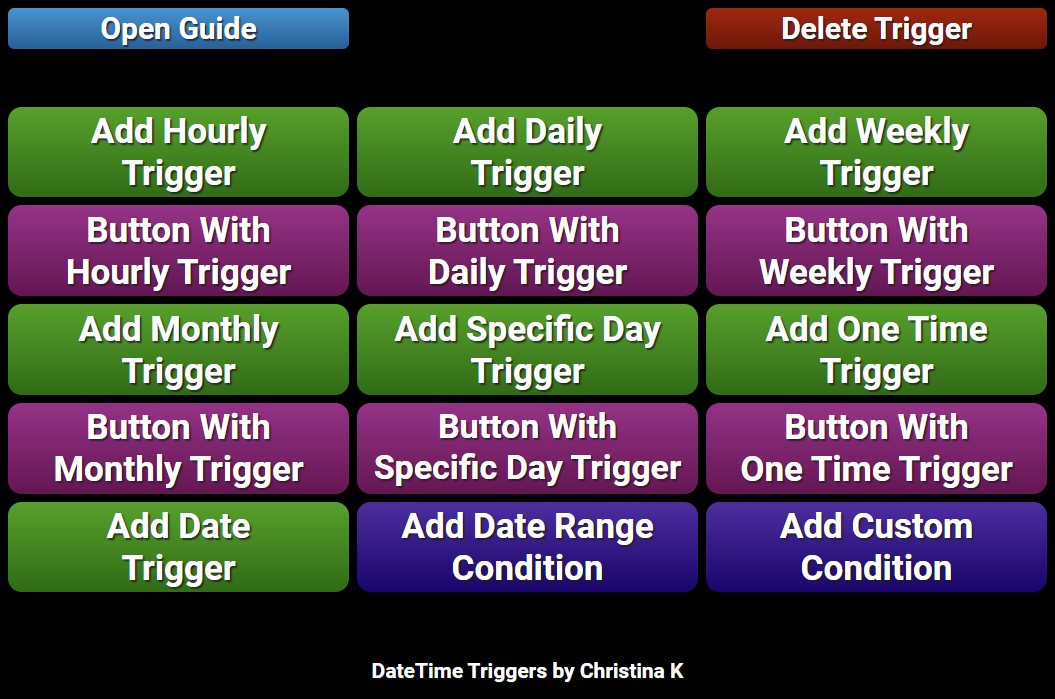 Open Guide
Delete Trigger
Add Hourly
Trigger
Add Daily
Trigger
Add Weekly
Trigger
Button With
Hourly Trigger
Button With
Daily Trigger
Button With
Weekly Trigger
Add Monthly
Trigger
Add Specific Day
Trigger
Add One Time
Trigger
Button With
Monthly Trigger
Button With
Specific Day Trigger
Button With
One Time Trigger
Add Date
Trigger
Add Date Range
Condition
Add Custom
Condition
DateTime Triggers by Christina K